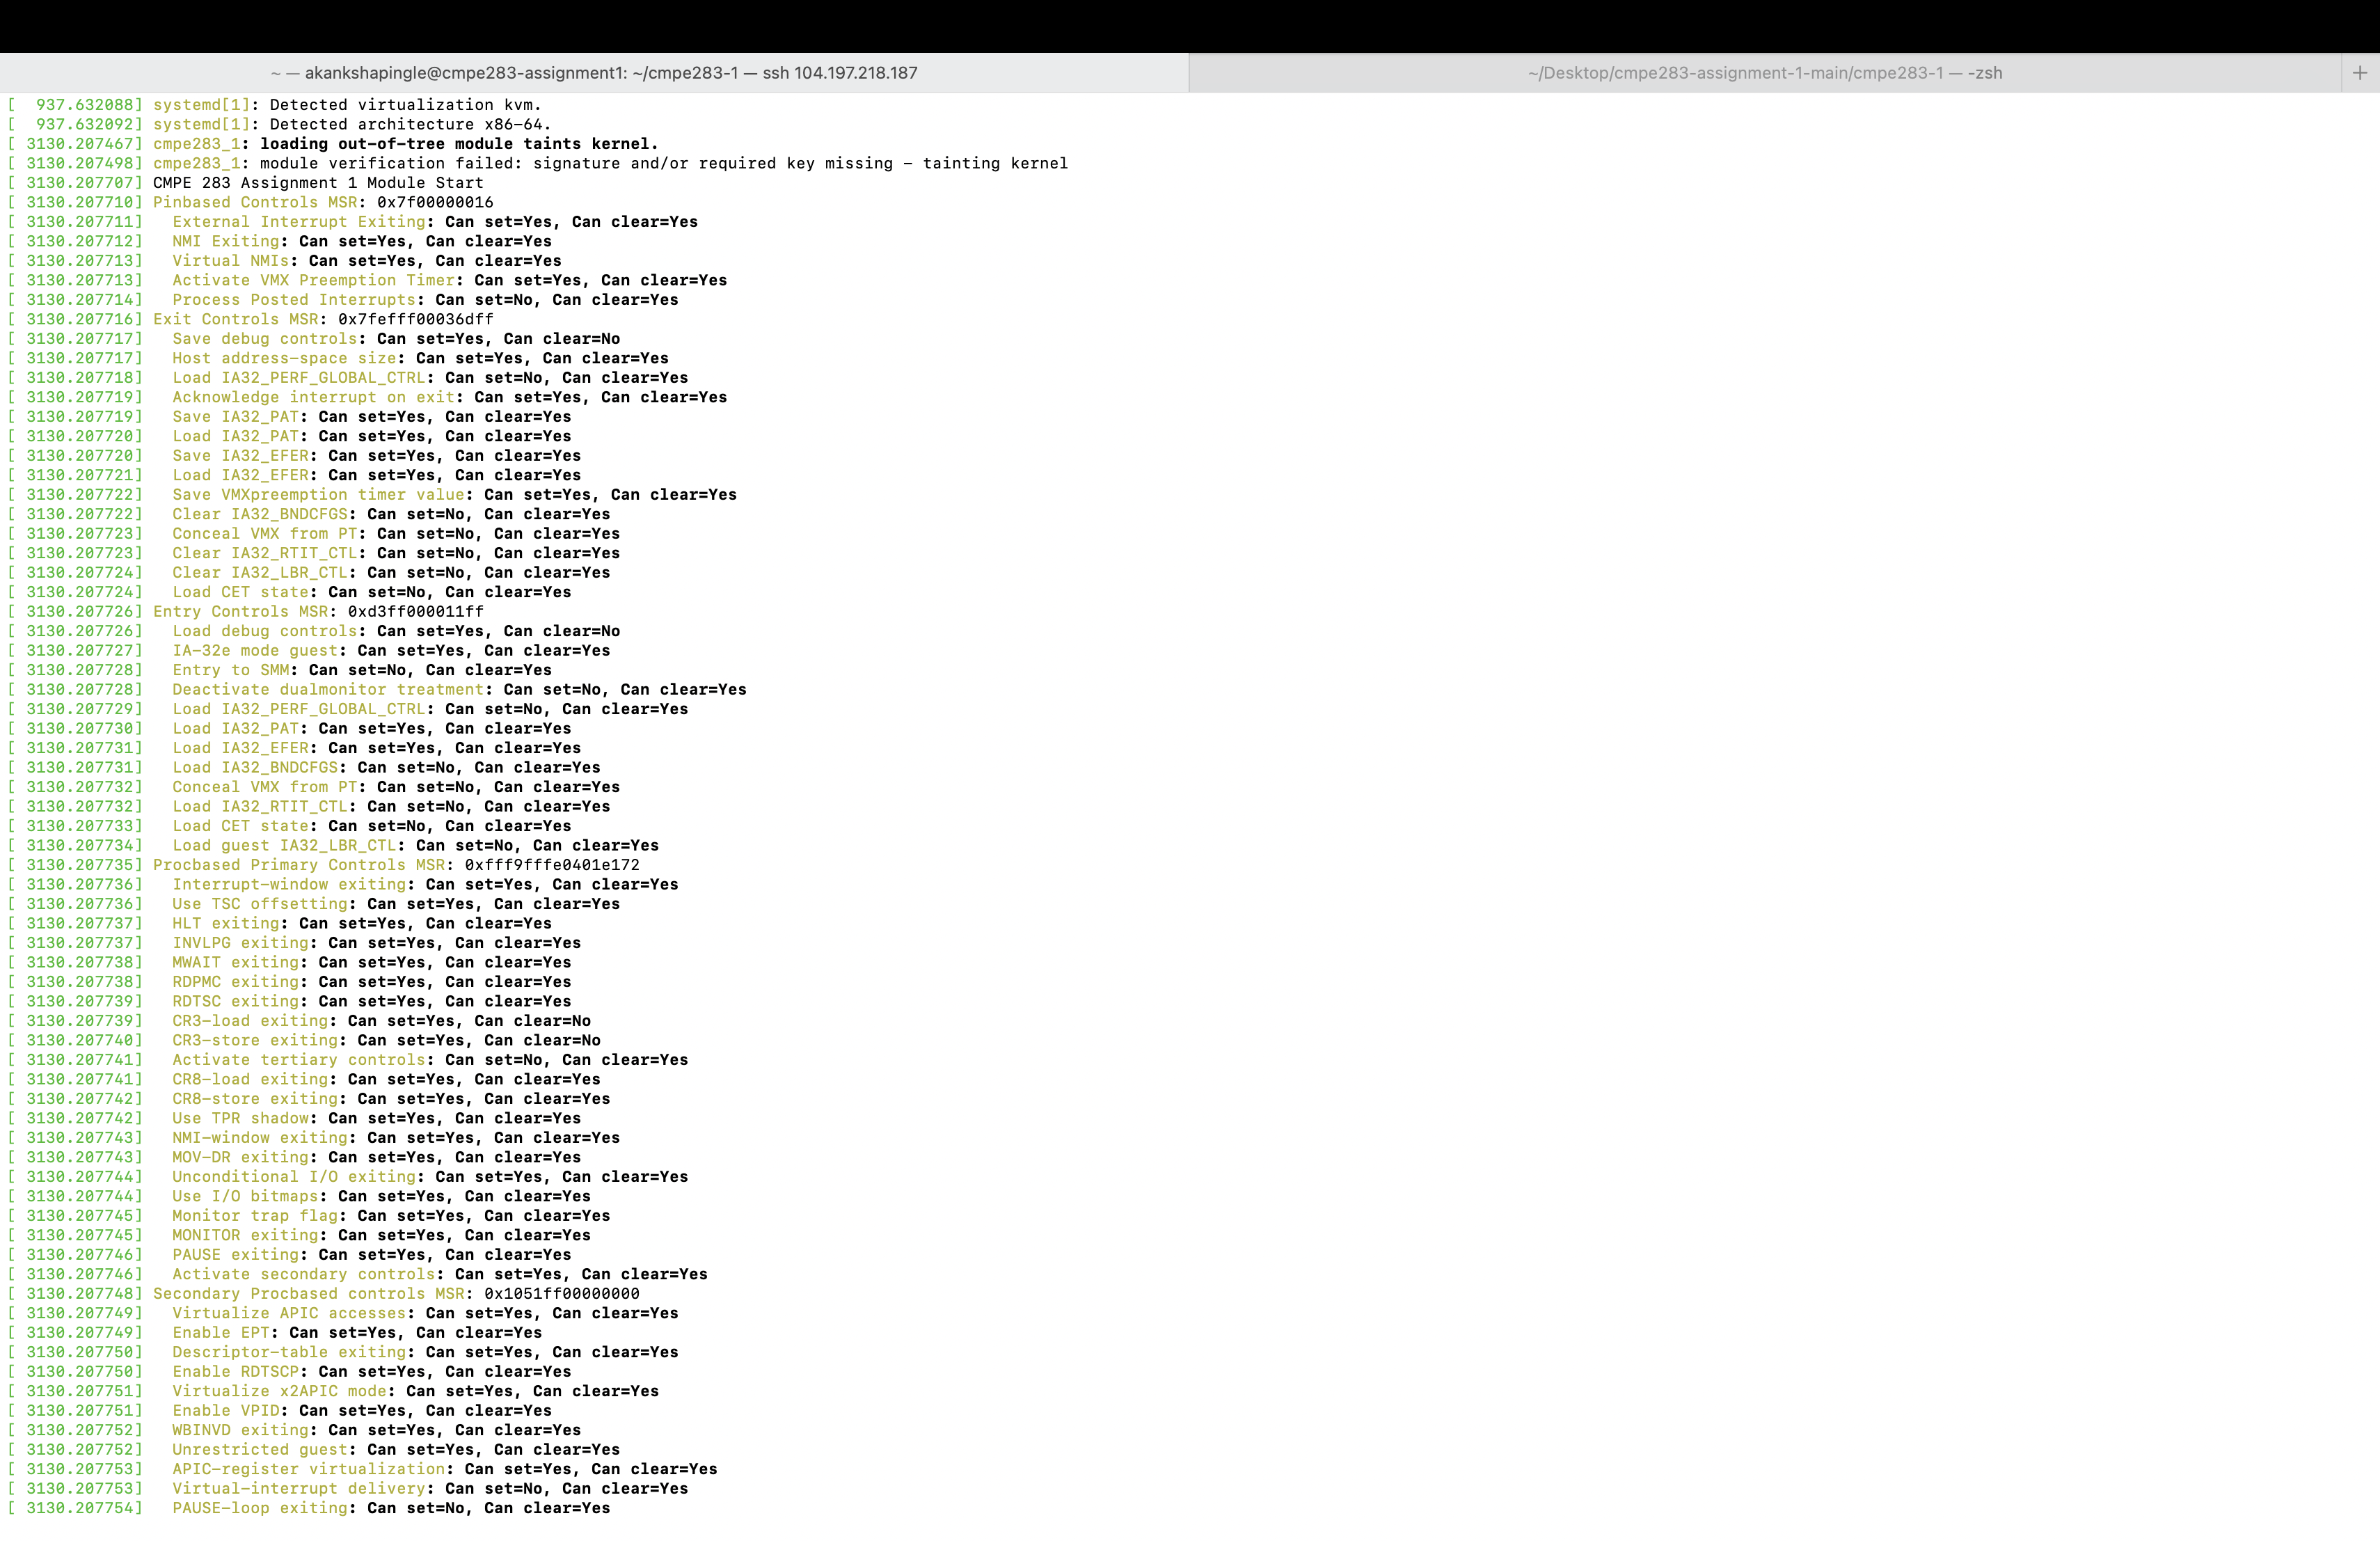 ~ — akankshapingle@cmpe283-assignment1: ~/cmpe283-1 — ssh 104.197.218.187
~/Desktop/cmpe283-assignment-1-main/cmpe283-1 — -zsh
+
[  937.632088] systemd[1]: Detected virtualization kvm.
[  937.632092] systemd[1]: Detected architecture x86-64.
[ 3130.207467] cmpe283_1: loading out-of-tree module taints kernel.
[ 3130.207498] cmpe283_1: module verification failed: signature and/or required key missing - tainting kernel
[ 3130.207707] CMPE 283 Assignment 1 Module Start
[ 3130.207710] Pinbased Controls MSR: 0x7f00000016
[ 3130.207711]   External Interrupt Exiting: Can set=Yes, Can clear=Yes
[ 3130.207712]   NMI Exiting: Can set=Yes, Can clear=Yes
[ 3130.207713]   Virtual NMIs: Can set=Yes, Can clear=Yes
[ 3130.207713]   Activate VMX Preemption Timer: Can set=Yes, Can clear=Yes
[ 3130.207714]   Process Posted Interrupts: Can set=No, Can clear=Yes
[ 3130.207716] Exit Controls MSR: 0x7fefff00036dff
[ 3130.207717]   Save debug controls: Can set=Yes, Can clear=No
[ 3130.207717]   Host address-space size: Can set=Yes, Can clear=Yes
[ 3130.207718]   Load IA32_PERF_GLOBAL_CTRL: Can set=No, Can clear=Yes
[ 3130.207719]   Acknowledge interrupt on exit: Can set=Yes, Can clear=Yes
[ 3130.207719]   Save IA32_PAT: Can set=Yes, Can clear=Yes
[ 3130.207720]   Load IA32_PAT: Can set=Yes, Can clear=Yes
[ 3130.207720]   Save IA32_EFER: Can set=Yes, Can clear=Yes
[ 3130.207721]   Load IA32_EFER: Can set=Yes, Can clear=Yes
[ 3130.207722]   Save VMXpreemption timer value: Can set=Yes, Can clear=Yes
[ 3130.207722]   Clear IA32_BNDCFGS: Can set=No, Can clear=Yes
[ 3130.207723]   Conceal VMX from PT: Can set=No, Can clear=Yes
[ 3130.207723]   Clear IA32_RTIT_CTL: Can set=No, Can clear=Yes
[ 3130.207724]   Clear IA32_LBR_CTL: Can set=No, Can clear=Yes
[ 3130.207724]   Load CET state: Can set=No, Can clear=Yes
[ 3130.207726] Entry Controls MSR: 0xd3ff000011ff
[ 3130.207726]   Load debug controls: Can set=Yes, Can clear=No
[ 3130.207727]   IA-32e mode guest: Can set=Yes, Can clear=Yes
[ 3130.207728]   Entry to SMM: Can set=No, Can clear=Yes
[ 3130.207728]   Deactivate dualmonitor treatment: Can set=No, Can clear=Yes
[ 3130.207729]   Load IA32_PERF_GLOBAL_CTRL: Can set=No, Can clear=Yes
[ 3130.207730]   Load IA32_PAT: Can set=Yes, Can clear=Yes
[ 3130.207731]   Load IA32_EFER: Can set=Yes, Can clear=Yes
[ 3130.207731]   Load IA32_BNDCFGS: Can set=No, Can clear=Yes
[ 3130.207732]   Conceal VMX from PT: Can set=No, Can clear=Yes
[ 3130.207732]   Load IA32_RTIT_CTL: Can set=No, Can clear=Yes
[ 3130.207733]   Load CET state: Can set=No, Can clear=Yes
[ 3130.207734]   Load guest IA32_LBR_CTL: Can set=No, Can clear=Yes
[ 3130.207735] Procbased Primary Controls MSR: 0xfff9fffe0401e172
[ 3130.207736]   Interrupt-window exiting: Can set=Yes, Can clear=Yes
[ 3130.207736]   Use TSC offsetting: Can set=Yes, Can clear=Yes
[ 3130.207737]   HLT exiting: Can set=Yes, Can clear=Yes
[ 3130.207737]   INVLPG exiting: Can set=Yes, Can clear=Yes
[ 3130.207738]   MWAIT exiting: Can set=Yes, Can clear=Yes
[ 3130.207738]   RDPMC exiting: Can set=Yes, Can clear=Yes
[ 3130.207739]   RDTSC exiting: Can set=Yes, Can clear=Yes
[ 3130.207739]   CR3-load exiting: Can set=Yes, Can clear=No
[ 3130.207740]   CR3-store exiting: Can set=Yes, Can clear=No
[ 3130.207741]   Activate tertiary controls: Can set=No, Can clear=Yes
[ 3130.207741]   CR8-load exiting: Can set=Yes, Can clear=Yes
[ 3130.207742]   CR8-store exiting: Can set=Yes, Can clear=Yes
[ 3130.207742]   Use TPR shadow: Can set=Yes, Can clear=Yes
[ 3130.207743]   NMI-window exiting: Can set=Yes, Can clear=Yes
[ 3130.207743]   MOV-DR exiting: Can set=Yes, Can clear=Yes
[ 3130.207744]   Unconditional I/O exiting: Can set=Yes, Can clear=Yes
[ 3130.207744]   Use I/O bitmaps: Can set=Yes, Can clear=Yes
[ 3130.207745]   Monitor trap flag: Can set=Yes, Can clear=Yes
[ 3130.207745]   MONITOR exiting: Can set=Yes, Can clear=Yes
[ 3130.207746]   PAUSE exiting: Can set=Yes, Can clear=Yes
[ 3130.207746]   Activate secondary controls: Can set=Yes, Can clear=Yes
[ 3130.207748] Secondary Procbased controls MSR: 0x1051ff00000000
[ 3130.207749]   Virtualize APIC accesses: Can set=Yes, Can clear=Yes
[ 3130.207749]   Enable EPT: Can set=Yes, Can clear=Yes
[ 3130.207750]   Descriptor-table exiting: Can set=Yes, Can clear=Yes
[ 3130.207750]   Enable RDTSCP: Can set=Yes, Can clear=Yes
[ 3130.207751]   Virtualize x2APIC mode: Can set=Yes, Can clear=Yes
[ 3130.207751]   Enable VPID: Can set=Yes, Can clear=Yes
[ 3130.207752]   WBINVD exiting: Can set=Yes, Can clear=Yes
[ 3130.207752]   Unrestricted guest: Can set=Yes, Can clear=Yes
[ 3130.207753]   APIC-register virtualization: Can set=Yes, Can clear=Yes
[ 3130.207753]   Virtual-interrupt delivery: Can set=No, Can clear=Yes
[ 3130.207754]   PAUSE-loop exiting: Can set=No, Can clear=Yes